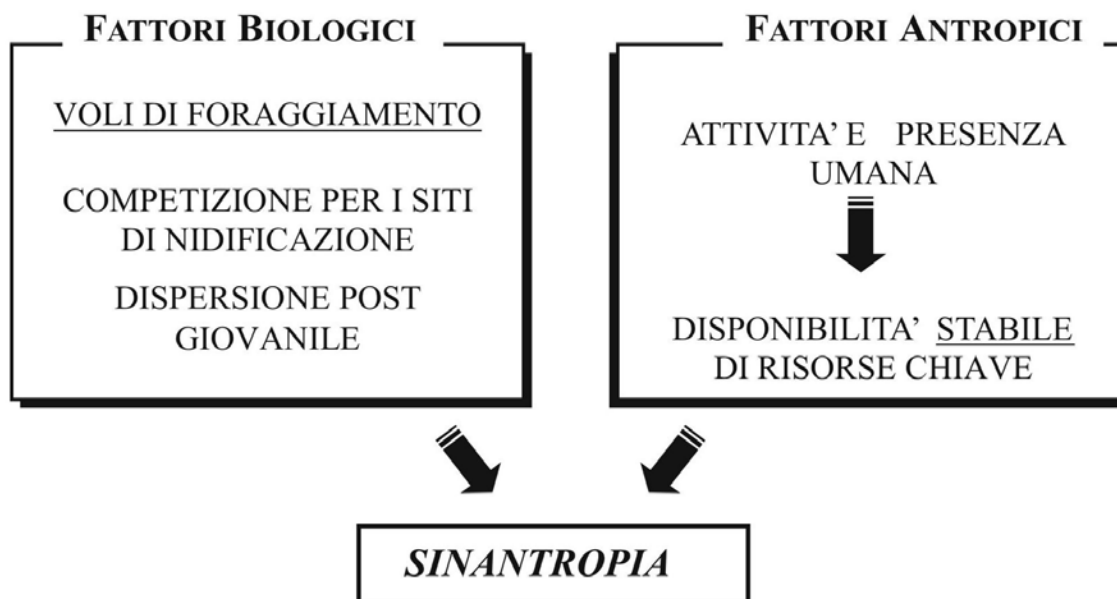 FATTORI BIOLOGICI
VOLI DI FORAGGIAMENTO
COMPETIZIONE PER I SITI
DI NIDIFICAZIONE
DISPERSIONE POST
GIOVANILE
FATTORI ANTROPICI
ATTIVITA’ E PRESENZA
UMANA
DISPONIBILITA’ STABILE
DI RISORSE CHIAVE
SINANTROPIA